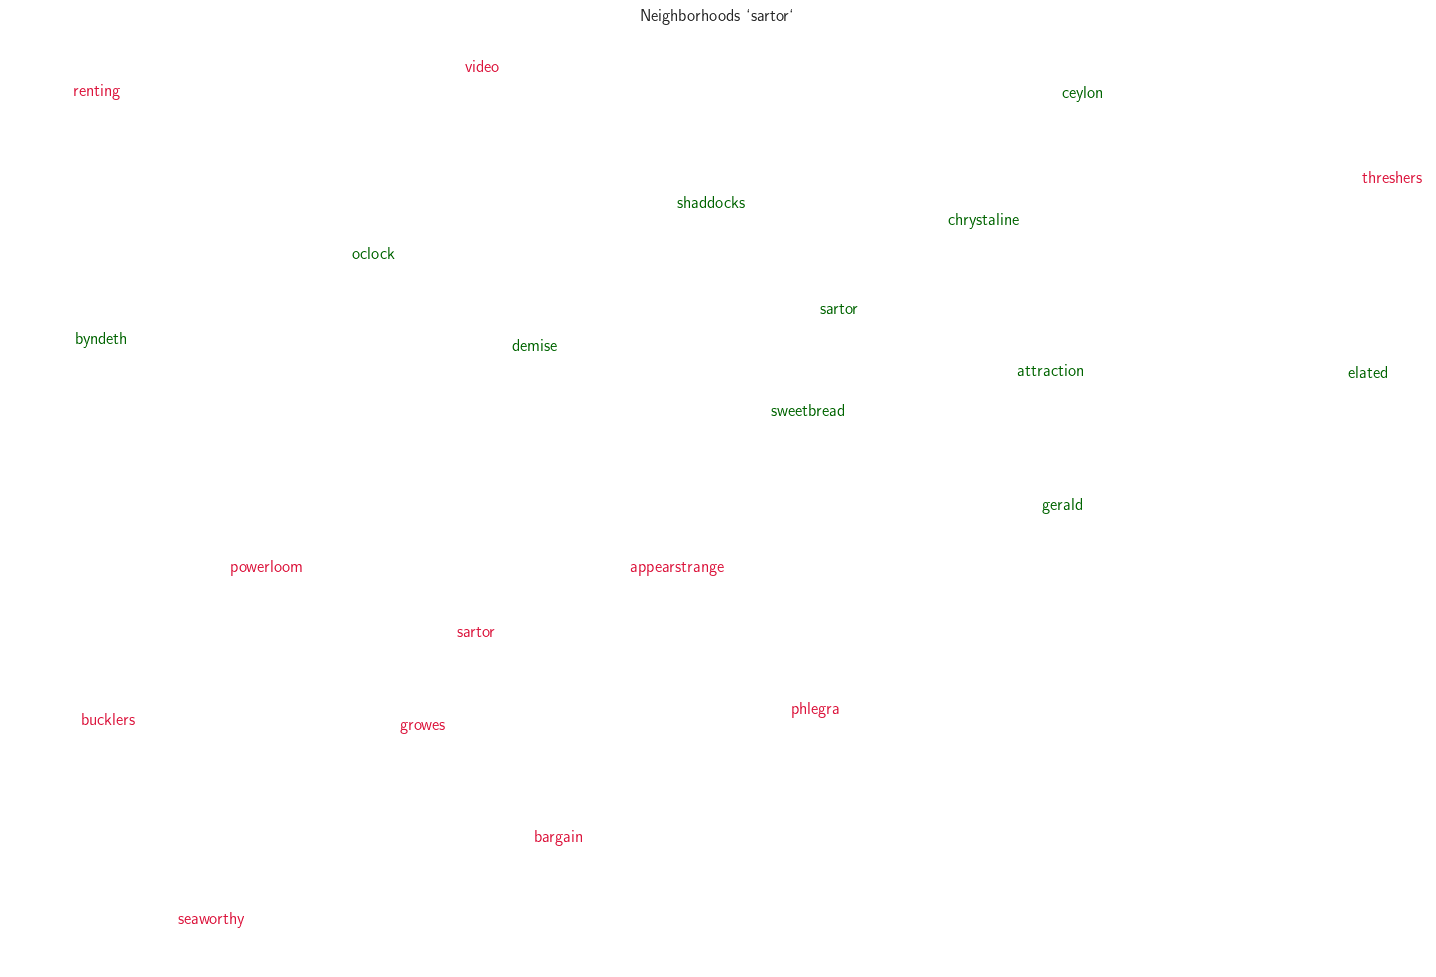 Neighborhoods ‘sartor‘
video
renting
ceylon
threshers
shaddocks
chrystaline
oclock
sartor
byndeth
demise
attraction
elated
sweetbread
gerald
powerloom
appearstrange
sartor
phlegra
bucklers
growes
bargain
seaworthy